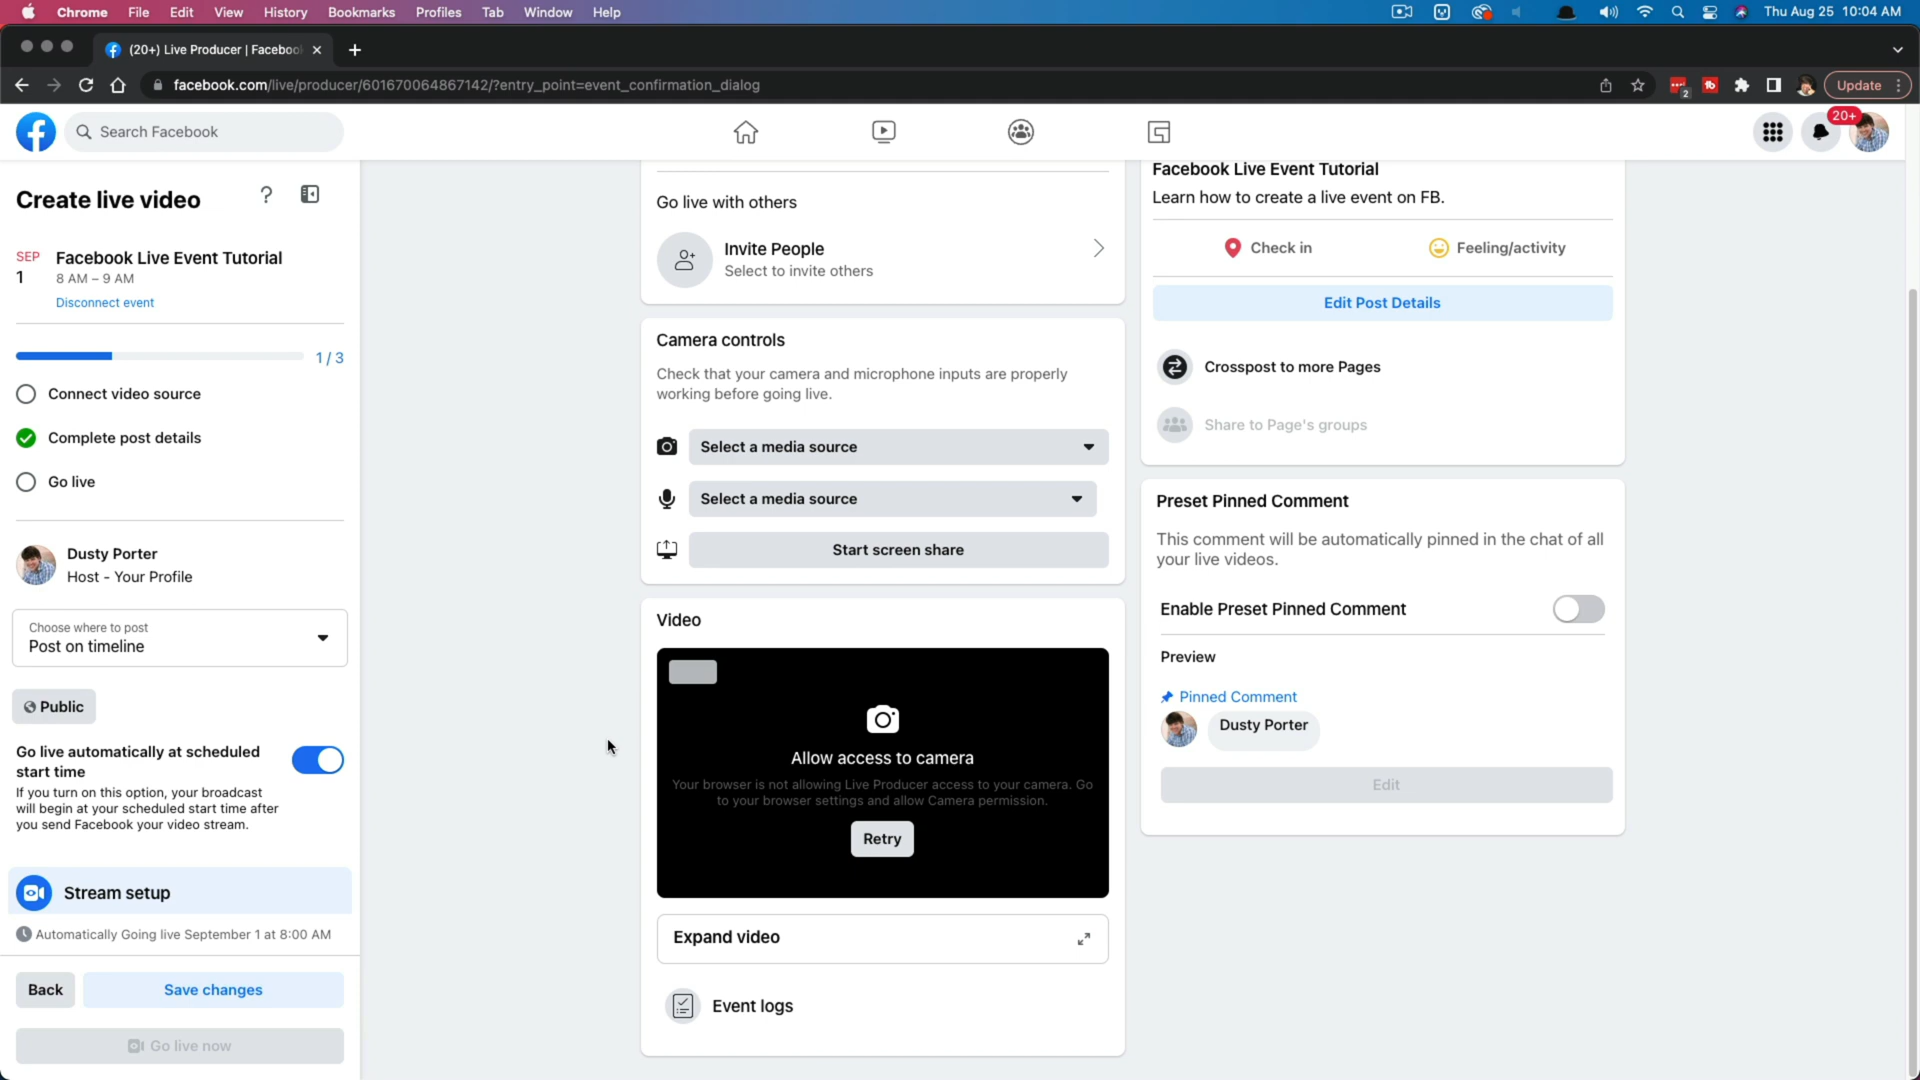 Chrome File Edit View History Bookmarks Profiles Tab Window Help Thu Aug 25 10:04 AM
(20+) Live Producer | Faceboo
facebook.com/live/producer/601670064867142/?entry_point=event_confirmation_dialog
2
Update
Search Facebook
20+
Create live video
SEP
1
Facebook Live Event Tutorial
8 AM – 9 AM
Disconnect event
1 / 3
Connect video source
Complete post details
Go live
Dusty Porter
Host - Your Profile
Choose where to post
Post on timeline
Public
Go live automatically at scheduled
start time
If you turn on this option, your broadcast
will begin at your scheduled start time after
you send Facebook your video stream.
Stream setup
Automatically Going live September 1 at 8:00 AM
Back
Save changes
Go live now
Go live with others
Invite People
Select to invite others
Camera controls
Check that your camera and microphone inputs are properly
working before going live.
Select a media source
Select a media source
Start screen share
Video
Allow access to camera
Your browser is not allowing Live Producer access to your camera. Go
to your browser settings and allow Camera permission.
Retry
Expand video
Event logs
Facebook Live Event Tutorial
Learn how to create a live event on FB.
Check in
Feeling/activity
Edit Post Details
Crosspost to more Pages
Share to Page's groups
Preset Pinned Comment
This comment will be automatically pinned in the chat of all
your live videos.
Enable Preset Pinned Comment
Preview
Pinned Comment
Dusty Porter
Edit